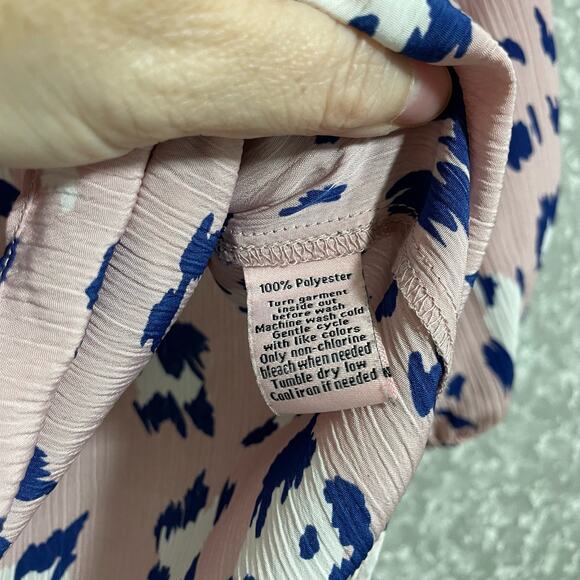 100% Polyester
Turn garment
inside out
before wash
Machine wash cold
Gentle cycle
with like colors
Only non-chlorine
bleach when needed
Tumble dry low
Cool iron if needed